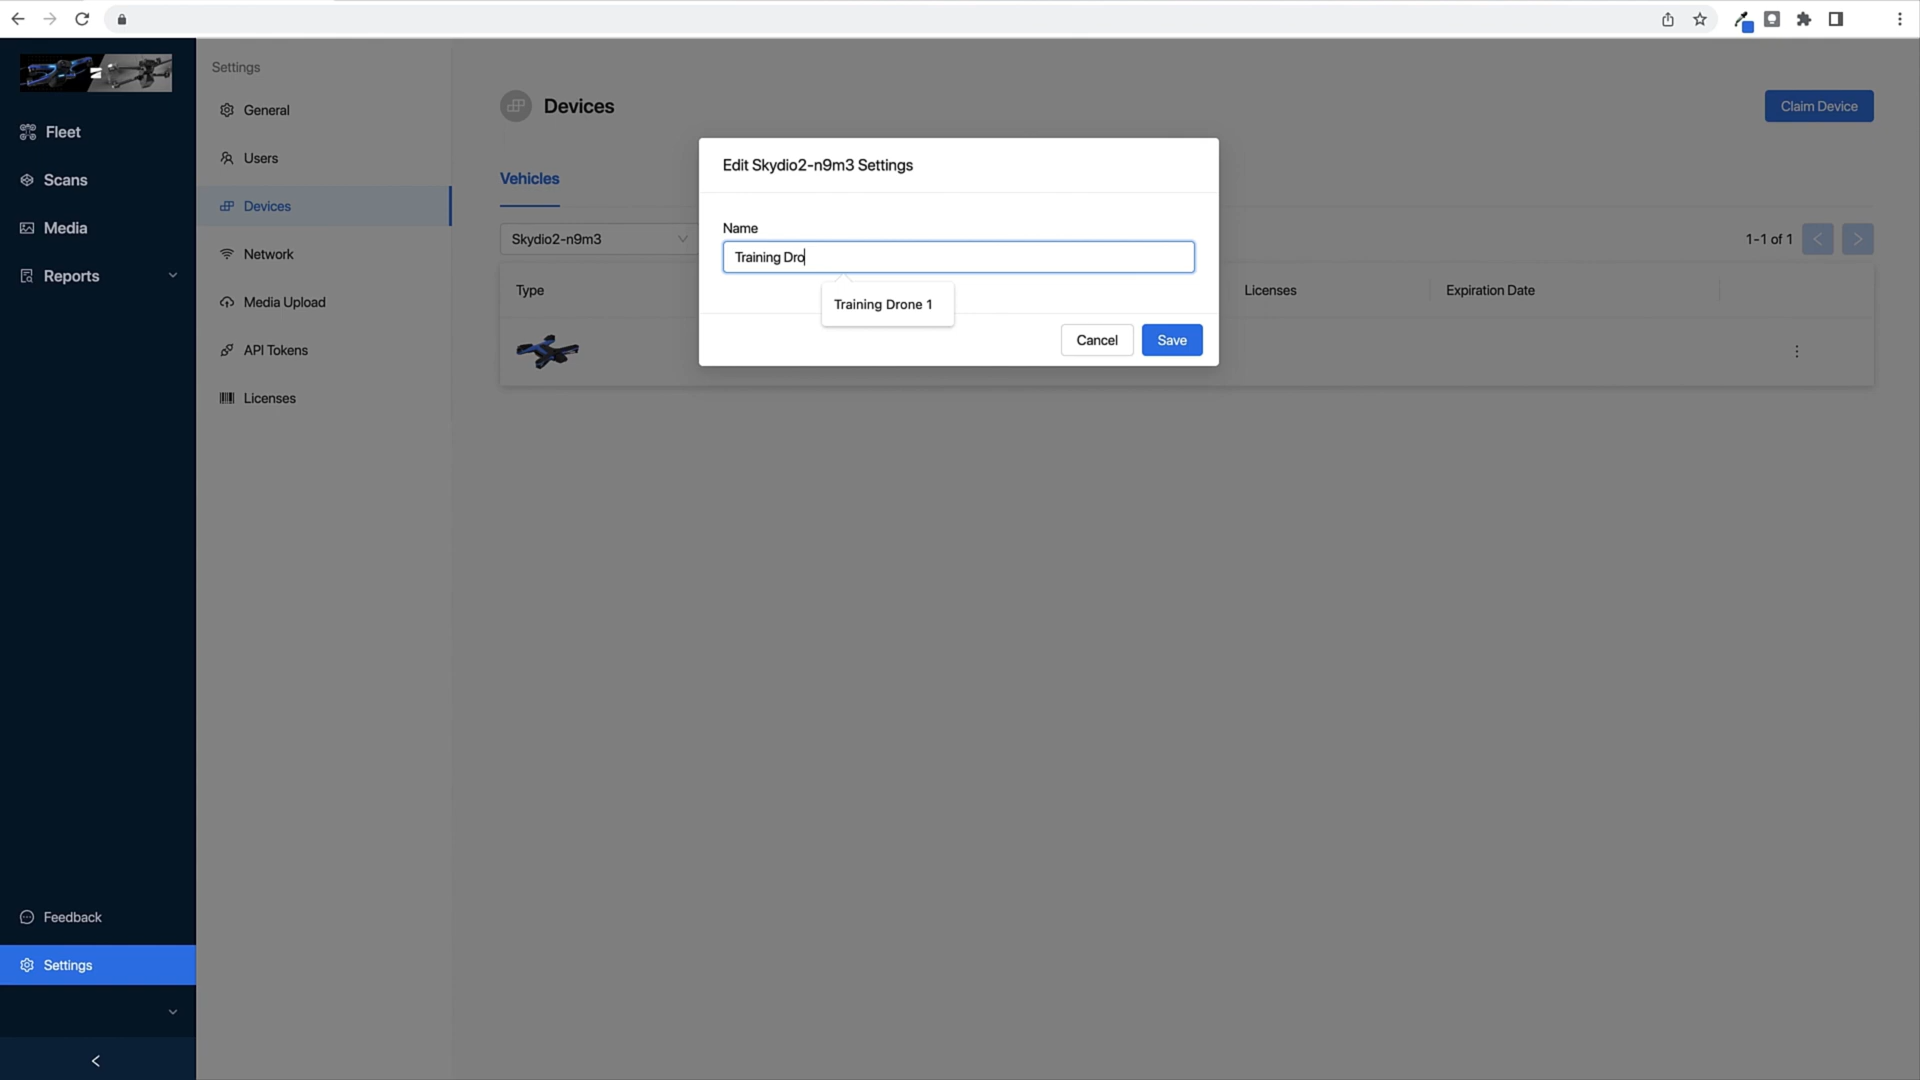 Fleet
Scans
Media
Reports
Feedback
Settings
Settings
General
Users
Devices
Network
Media Upload
API Tokens
Licenses
Devices
Claim Device
Vehicles
Skydio2-n9m3
1-1 of 1
Type
Licenses
Expiration Date
Edit Skydio2-n9m3 Settings
Name
Training Dro
Training Drone 1
Cancel
Save